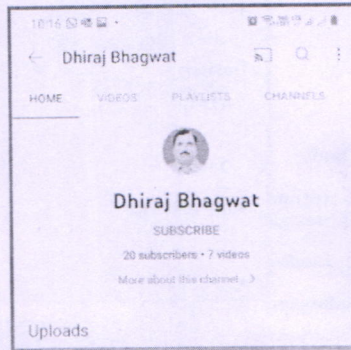 10:16
Dhiraj Bhagwat
HOME VIDEOS PLAYLISTS CHANNELS
Dhiraj Bhagwat
SUBSCRIBE
20 subscribers • 7 videos
More about this channel >
Uploads